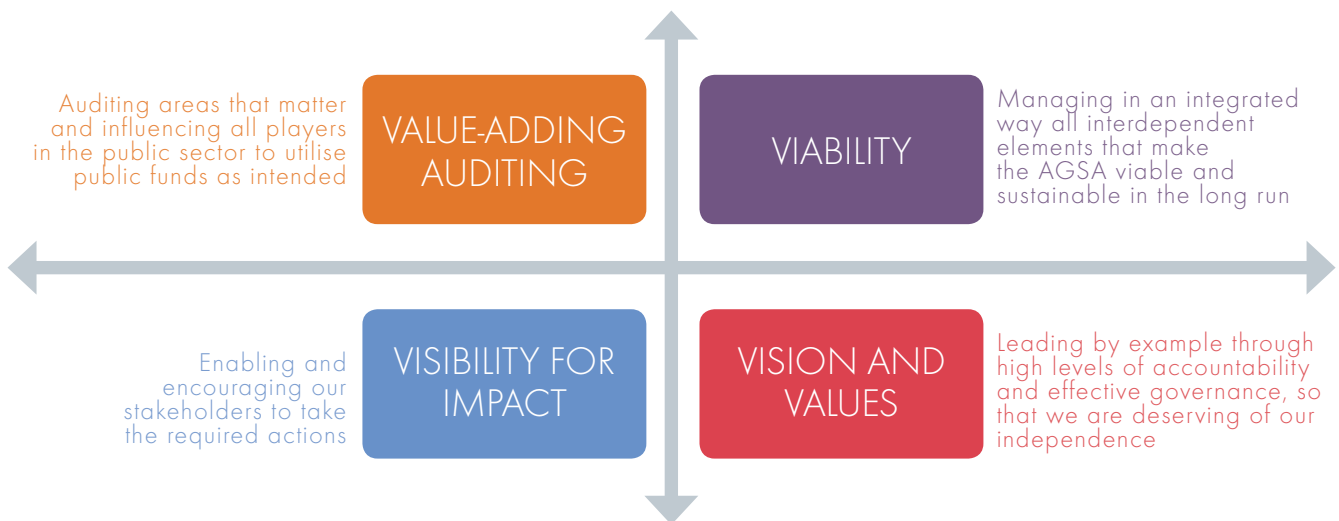 Auditing areas that matter
and influencing all players
in the public sector to utilise
public funds as intended
VALUE-ADDING
AUDITING
VIABILITY
Managing in an integrated
way all interdependent
elements that make
the AGSA viable and
sustainable in the long run
Enabling and
encouraging our
stakeholders to take
the required actions
VISIBILITY FOR
IMPACT
VISION AND
VALUES
Leading by example through
high levels of accountability
and effective governance, so
that we are deserving of our
independence